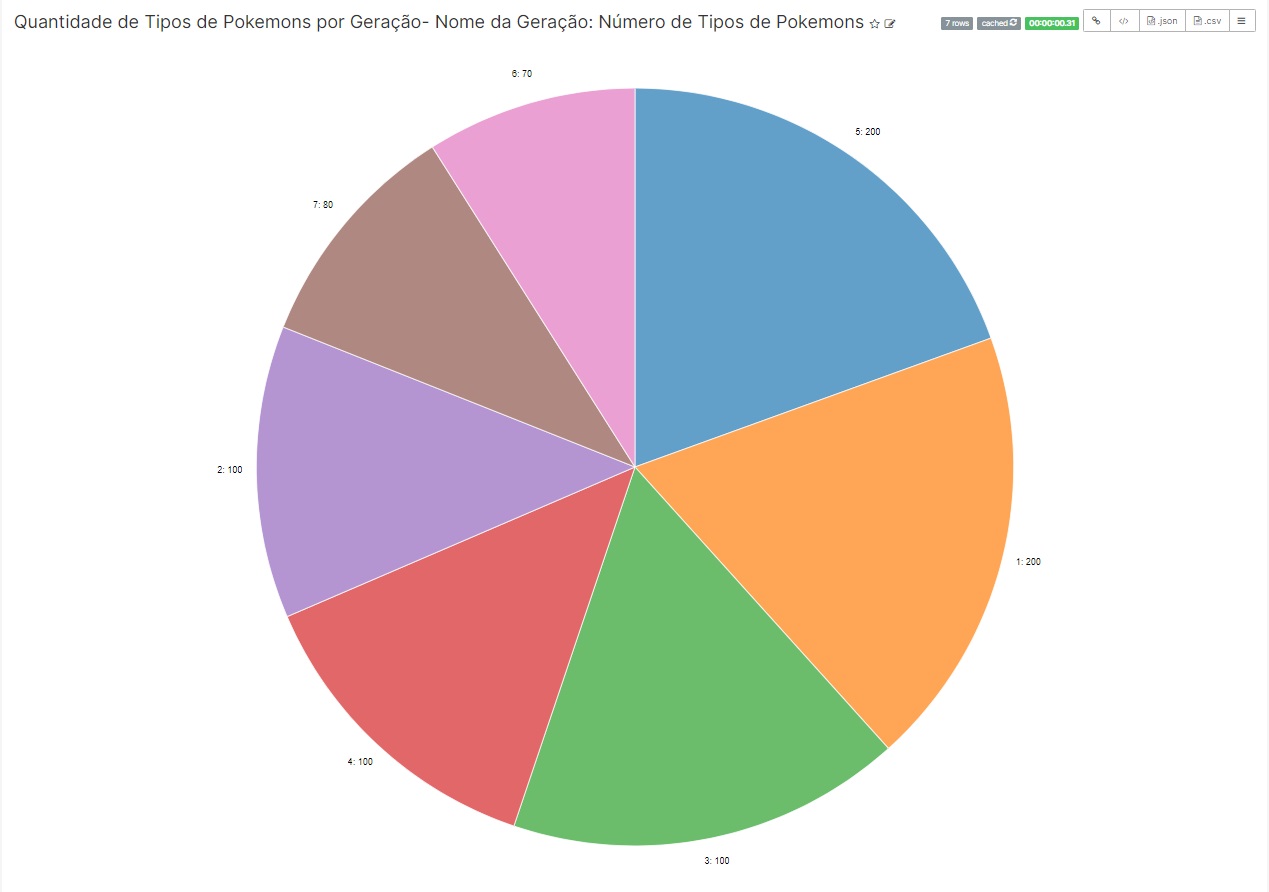 Quantidade de Tipos de Pokemons por Geração- Nome da Geração: Número de Tipos de Pokemons
7 rows
cached
00:00:00.31
</>
.json
.csv
6: 70
5: 200
7: 80
2: 100
1: 200
4: 100
3: 100